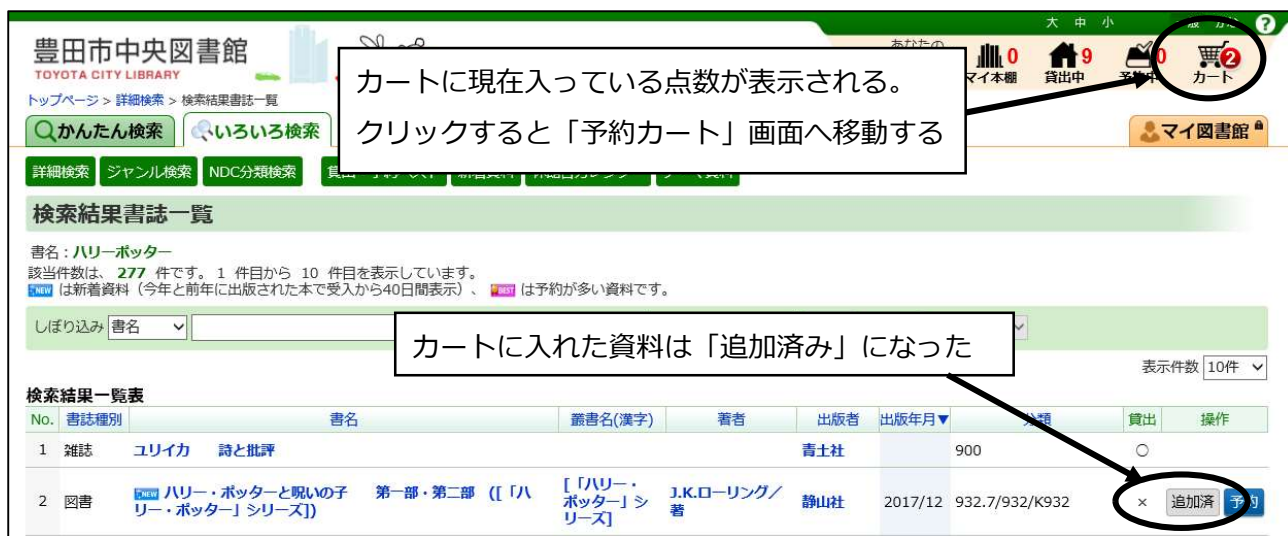 大 中 小
豊田市中央図書館
TOYOTA CITY LIBRARY
0 9 0 2
マイ本棚 貸出中 カート
トップページ > 詳細検索 > 検索結果書誌一覧
カートに現在入っている点数が表示される。
クリックすると「予約カート」画面へ移動する
かんたん検索 いろいろ検索 マイ図書館
詳細検索 ジャンル検索 NDC分類検索
検索結果書誌一覧
書名：ハリーポッター
該当件数は、 277 件です。 1 件目から 10 件目を表示しています。
NEW は新着資料（今年と前年に出版された本で受入から40日間表示）、 BEST は予約が多い資料です。
しぼり込み 書名
カートに入れた資料は「追加済み」になった
表示件数 10件
検索結果一覧表
No. 書誌種別 書名 叢書名(漢字) 著者 出版者 出版年月▼ 分類 貸出 操作
1 雑誌 ユリイカ 詩と批評 青土社 900 ○
2 図書 NEW ハリー・ポッターと呪いの子 第一部・第二部 ([「ハリー・ポッター」シリーズ]) [「ハリー・ポッター」シリーズ] J.K.ローリング／著 静山社 2017/12 932.7/932/K932 × 追加済 予約